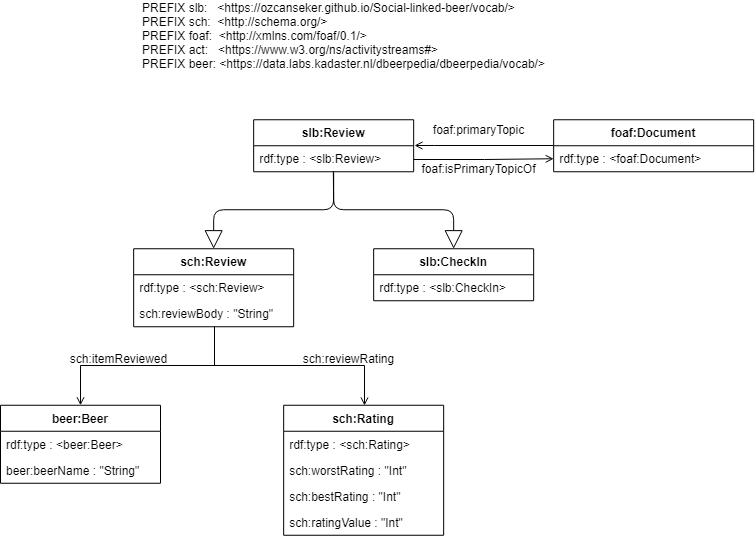 PREFIX slb: <https://ozcanseker.github.io/Social-linked-beer/vocab/>
PREFIX sch: <http://schema.org/>
PREFIX foaf: <http://xmlns.com/foaf/0.1/>
PREFIX act: <https://www.w3.org/ns/activitystreams#>
PREFIX beer: <https://data.labs.kadaster.nl/dbeerpedia/dbeerpedia/vocab/>
slb:Review
rdf:type : <slb:Review>
foaf:primaryTopic
foaf:isPrimaryTopicOf
foaf:Document
rdf:type : <foaf:Document>
sch:Review
rdf:type : <sch:Review>
sch:reviewBody : "String"
slb:CheckIn
rdf:type : <slb:CheckIn>
sch:itemReviewed
sch:reviewRating
beer:Beer
rdf:type : <beer:Beer>
beer:beerName : "String"
sch:Rating
rdf:type : <sch:Rating>
sch:worstRating : "Int"
sch:bestRating : "Int"
sch:ratingValue : "Int"